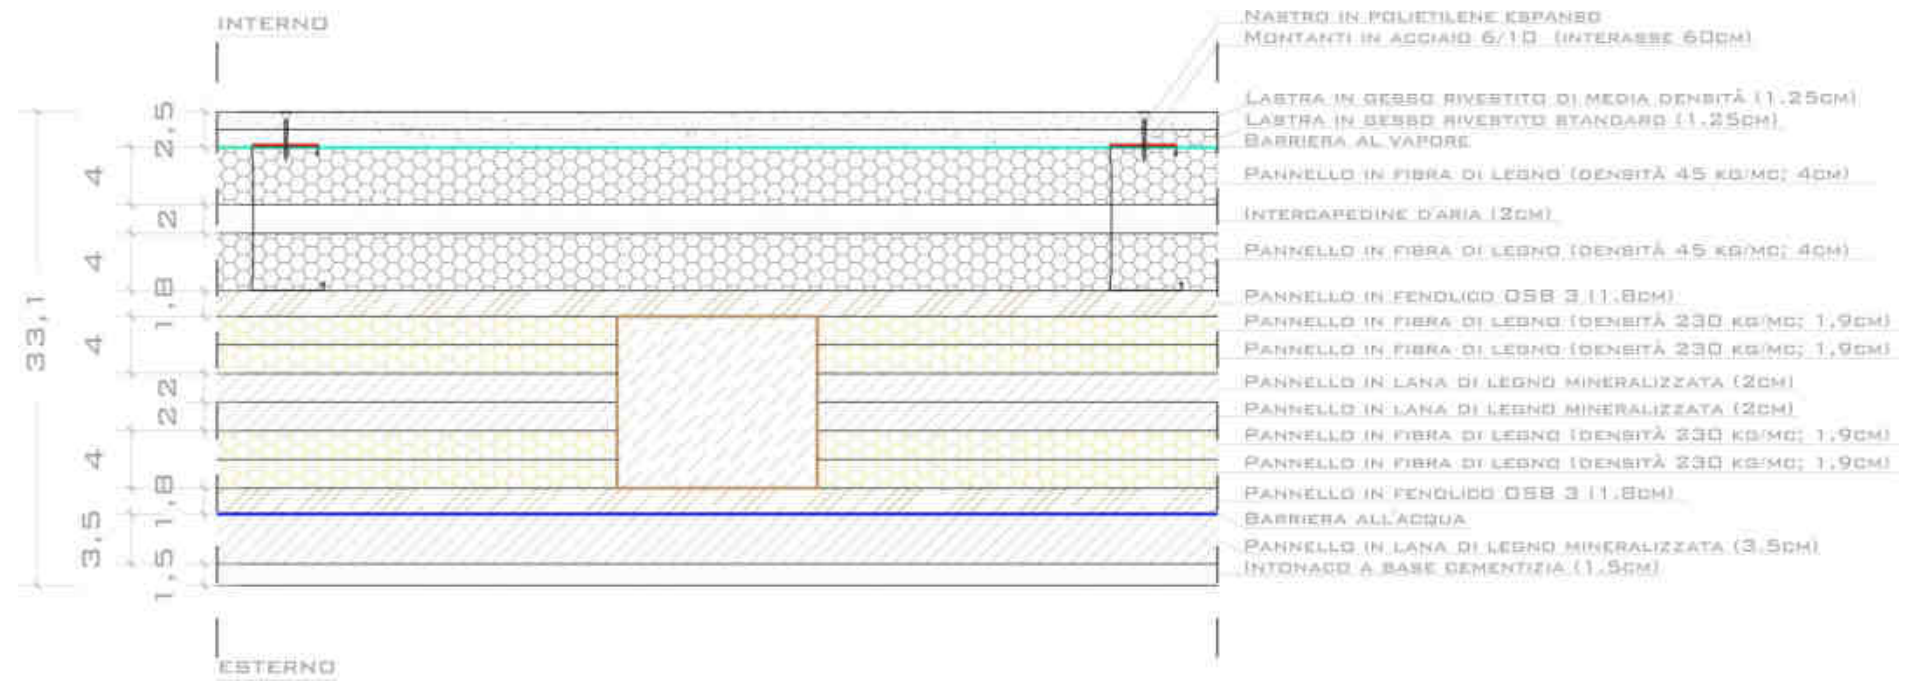 INTERNO
NASTRO IN POLIETILENE ESPANSO
MONTANTI IN ACCIAIO 6/10 (INTERASSE 60CM)
LASTRA IN GESSO RIVESTITO DI MEDIA DENSITÀ (1.25CM)
LASTRA IN GESSO RIVESTITO STANDARD (1.25CM)
BARRIERA AL VAPORE
PANNELLO IN FIBRA DI LEGNO (DENSITÀ 45 KG/MC; 4CM)
INTERCAPEDINE D'ARIA (2CM)
PANNELLO IN FIBRA DI LEGNO (DENSITÀ 45 KG/MC; 4CM)
PANNELLO IN FENOLICO OSB 3 (1.8CM)
PANNELLO IN FIBRA DI LEGNO (DENSITÀ 230 KG/MC; 1.9CM)
PANNELLO IN FIBRA DI LEGNO (DENSITÀ 230 KG/MC; 1.9CM)
PANNELLO IN LANA DI LEGNO MINERALIZZATA (2CM)
PANNELLO IN LANA DI LEGNO MINERALIZZATA (2CM)
PANNELLO IN FIBRA DI LEGNO (DENSITÀ 230 KG/MC; 1.9CM)
PANNELLO IN FIBRA DI LEGNO (DENSITÀ 230 KG/MC; 1.9CM)
PANNELLO IN FENOLICO OSB 3 (1.8CM)
BARRIERA ALL'ACQUA
PANNELLO IN LANA DI LEGNO MINERALIZZATA (3.5CM)
INTONACO A BASE CEMENTIZIA (1.5CM)
33,1
2,5
4
2
4
1,8
4
2
2
4
1,8
3,5
1,5
ESTERNO